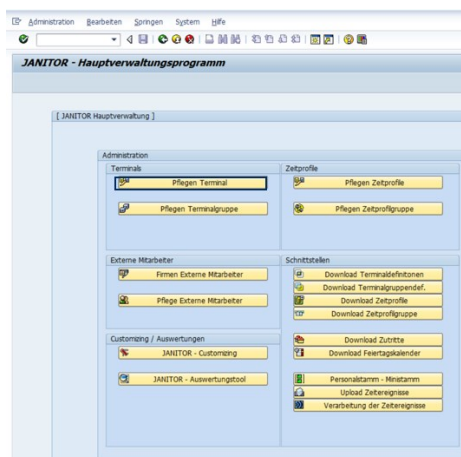 Administration Bearbeiten Springen System Hilfe
JANITOR - Hauptverwaltungsprogramm
[ JANITOR Hauptverwaltung ]
Administration
Terminals
Pflegen Terminal
Pflegen Terminalgruppe
Zeitprofile
Pflegen Zeitprofile
Pflegen Zeitprofilgruppe
Externe Mitarbeiter
Firmen Externe Mitarbeiter
Pflege Externe Mitarbeiter
Schnittstellen
Download Terminaldefinitonen
Download Terminalgruppendef.
Download Zeitprofile
Download Zeitprofilgruppe
Download Zutritte
Download Feiertagskalender
Personalstamm - Ministamm
Upload Zeitereignisse
Verarbeitung der Zeitereignisse
Customizing / Auswertungen
JANITOR - Customizing
JANITOR - Auswertungstool